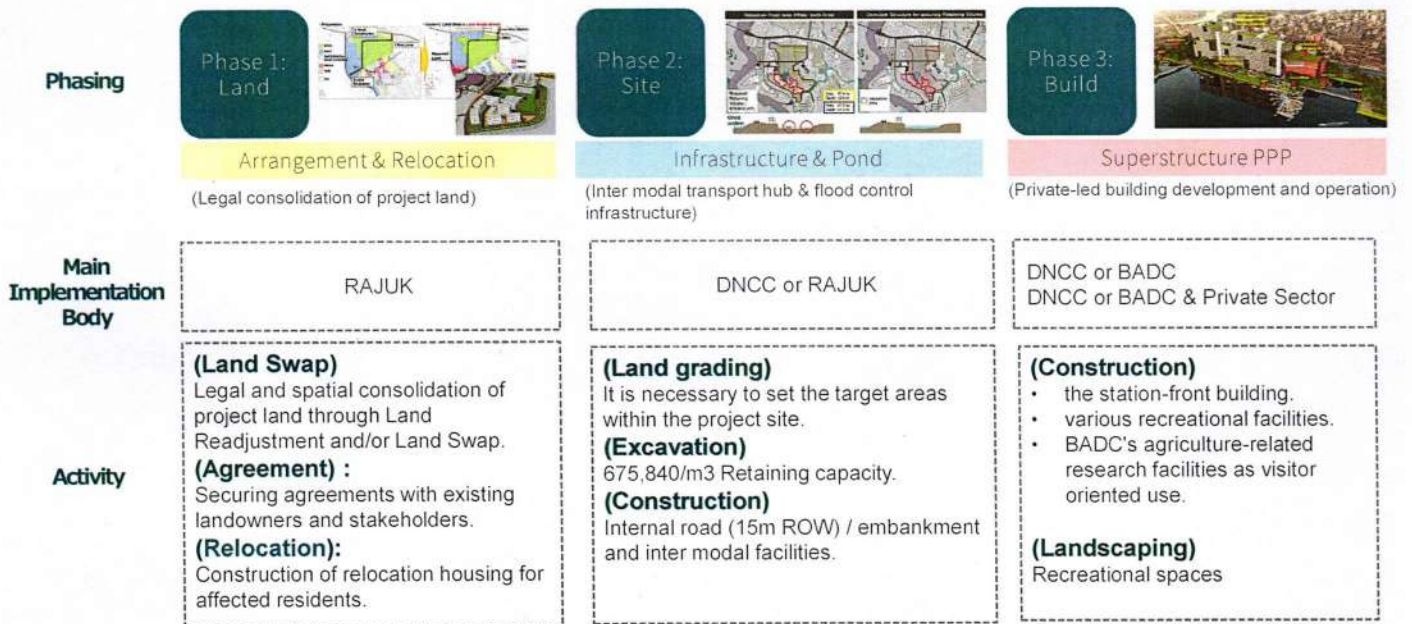 Phasing
Phase 1:
Land
Arrangement & Relocation
(Legal consolidation of project land)
Phase 2:
Site
Infrastructure & Pond
(Inter modal transport hub & flood control
infrastructure)
Phase 3:
Build
Superstructure PPP
(Private-led building development and operation)
Main
Implementation
Body
RAJUK
DNCC or RAJUK
DNCC or BADC
DNCC or BADC & Private Sector
Activity
(Land Swap)
Legal and spatial consolidation of
project land through Land
Readjustment and/or Land Swap.
(Agreement) :
Securing agreements with existing
landowners and stakeholders.
(Relocation):
Construction of relocation housing for
affected residents.
(Land grading)
It is necessary to set the target areas
within the project site.
(Excavation)
675,840/m3 Retaining capacity.
(Construction)
Internal road (15m ROW) / embankment
and inter modal facilities.
(Construction)
• the station-front building.
• various recreational facilities.
• BADC's agriculture-related
research facilities as visitor
oriented use.
(Landscaping)
Recreational spaces